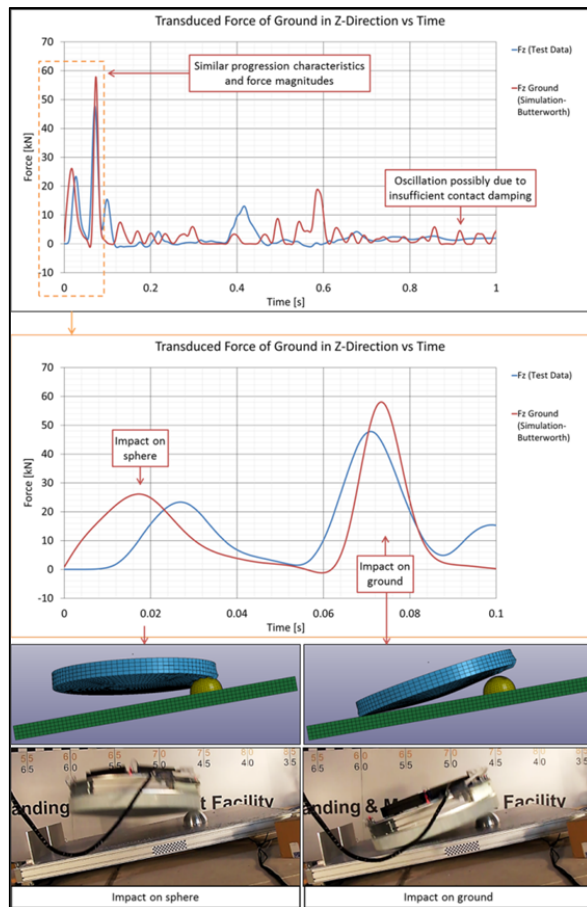 Transduced Force of Ground in Z-Direction vs Time
70
60
50
40
30
20
10
0
-10
Force [kN]
0
0.2
0.4
0.6
0.8
1
Time [s]
Similar progression characteristics
and force magnitudes
Oscillation possibly due to
insufficient contact damping
Fz (Test Data)
Fz Ground
(Simulation-
Butterworth)
Transduced Force of Ground in Z-Direction vs Time
70
60
50
40
30
20
10
0
-10
Force [kN]
0
0.02
0.04
0.06
0.08
0.1
Time [s]
Impact on
sphere
Impact on
ground
Fz (Test Data)
Fz Ground
(Simulation-
Butterworth)
anding &
t Facility
anding & M
Facility
Impact on sphere
Impact on ground